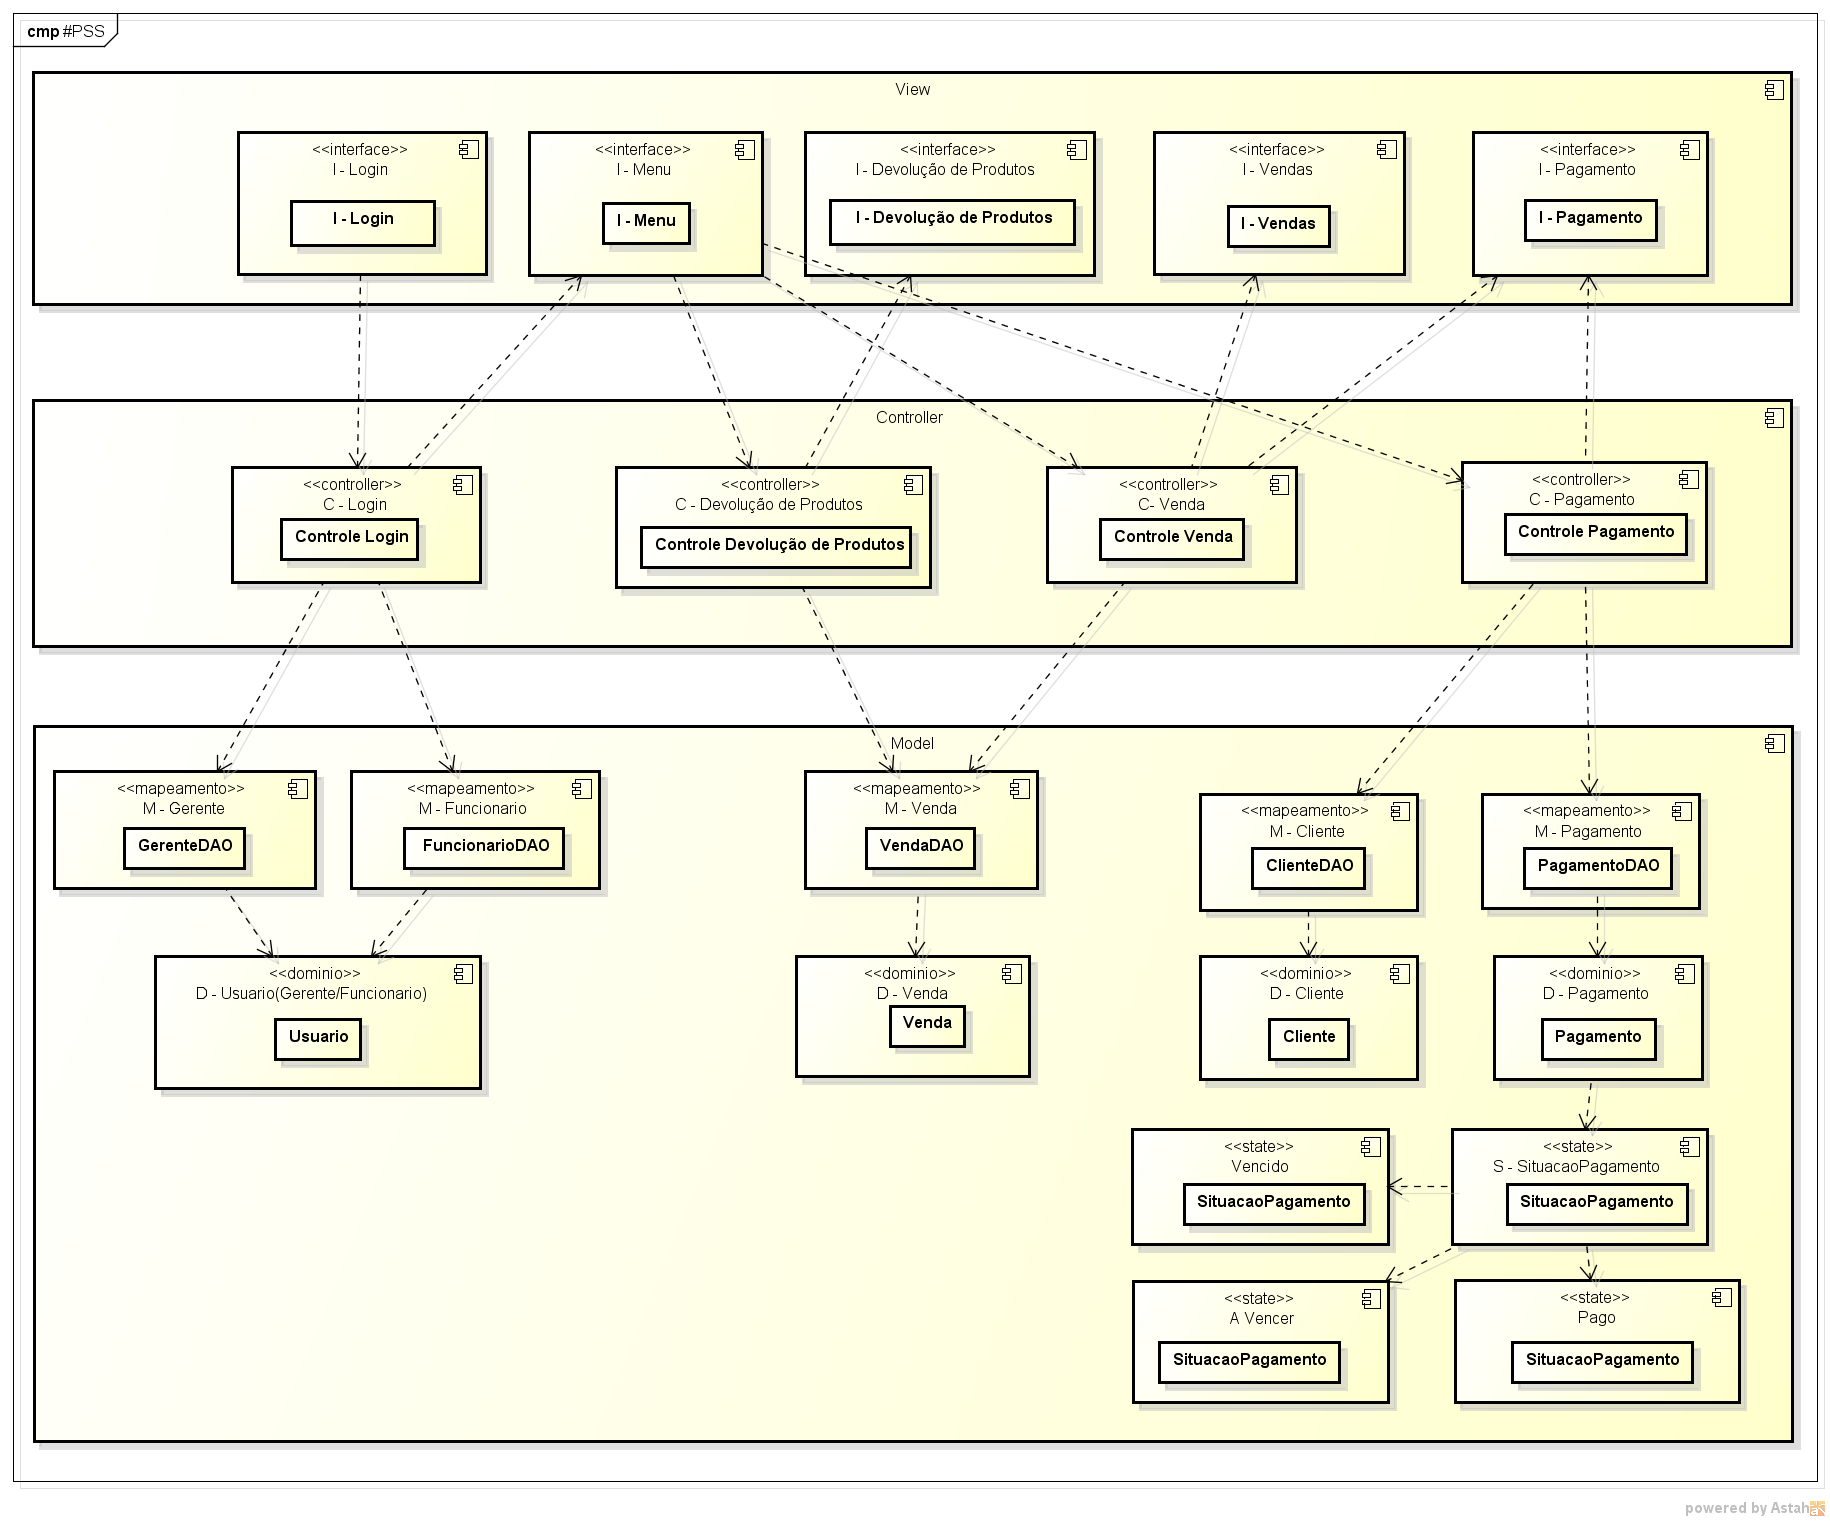 cmp #PSS
View
<<interface>>
I - Login
I - Login
<<interface>>
I - Menu
I - Menu
<<interface>>
I - Devolução de Produtos
I - Devolução de Produtos
<<interface>>
I - Vendas
I - Vendas
<<interface>>
I - Pagamento
I - Pagamento
Controller
<<controller>>
C - Login
Controle Login
<<controller>>
C - Devolução de Produtos
Controle Devolução de Produtos
<<controller>>
C- Venda
Controle Venda
<<controller>>
C - Pagamento
Controle Pagamento
Model
<<mapeamento>>
M - Gerente
GerenteDAO
<<mapeamento>>
M - Funcionario
FuncionarioDAO
<<mapeamento>>
M - Venda
VendaDAO
<<mapeamento>>
M - Cliente
ClienteDAO
<<mapeamento>>
M - Pagamento
PagamentoDAO
<<dominio>>
D - Usuario(Gerente/Funcionario)
Usuario
<<dominio>>
D - Venda
Venda
<<dominio>>
D - Cliente
Cliente
<<dominio>>
D - Pagamento
Pagamento
<<state>>
Vencido
SituacaoPagamento
<<state>>
S - SituacaoPagamento
SituacaoPagamento
<<state>>
A Vencer
SituacaoPagamento
<<state>>
Pago
SituacaoPagamento
powered by Astah